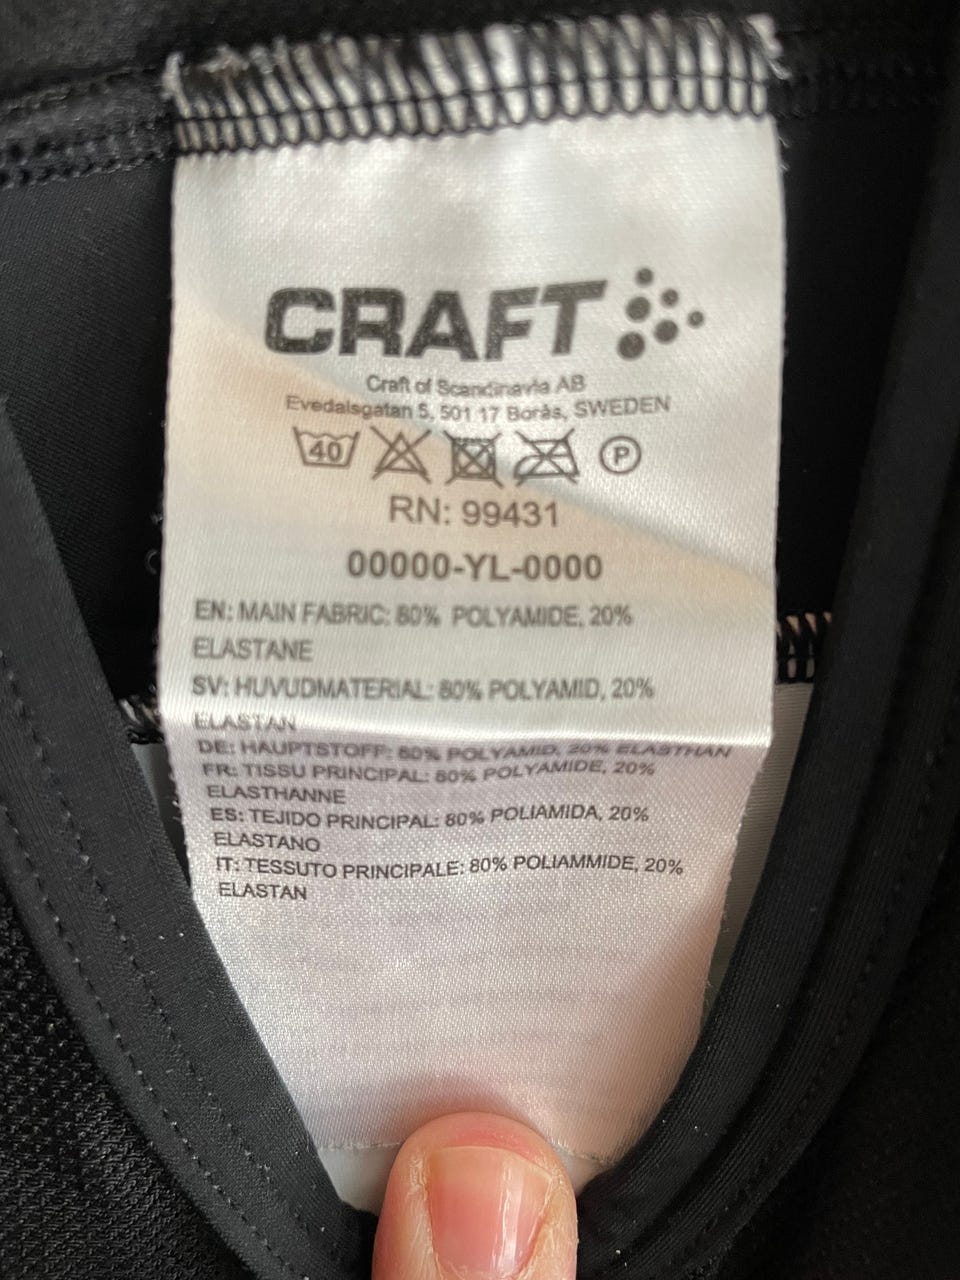 CRAFT
Craft of Scandinavia AB
Evedalsgatan 5, 501 17 Borås, SWEDEN
40 P
RN: 99431
00000-YL-0000
EN: MAIN FABRIC: 80% POLYAMIDE, 20%
ELASTANE
SV: HUVUDMATERIAL: 80% POLYAMID, 20%
ELASTAN
DE: HAUPTSTOFF: 80% POLYAMID, 20% ELASTHAN
FR: TISSU PRINCIPAL: 80% POLYAMIDE, 20%
ELASTHANNE
ES: TEJIDO PRINCIPAL: 80% POLIAMIDA, 20%
ELASTANO
IT: TESSUTO PRINCIPALE: 80% POLIAMMIDE, 20%
ELASTAN